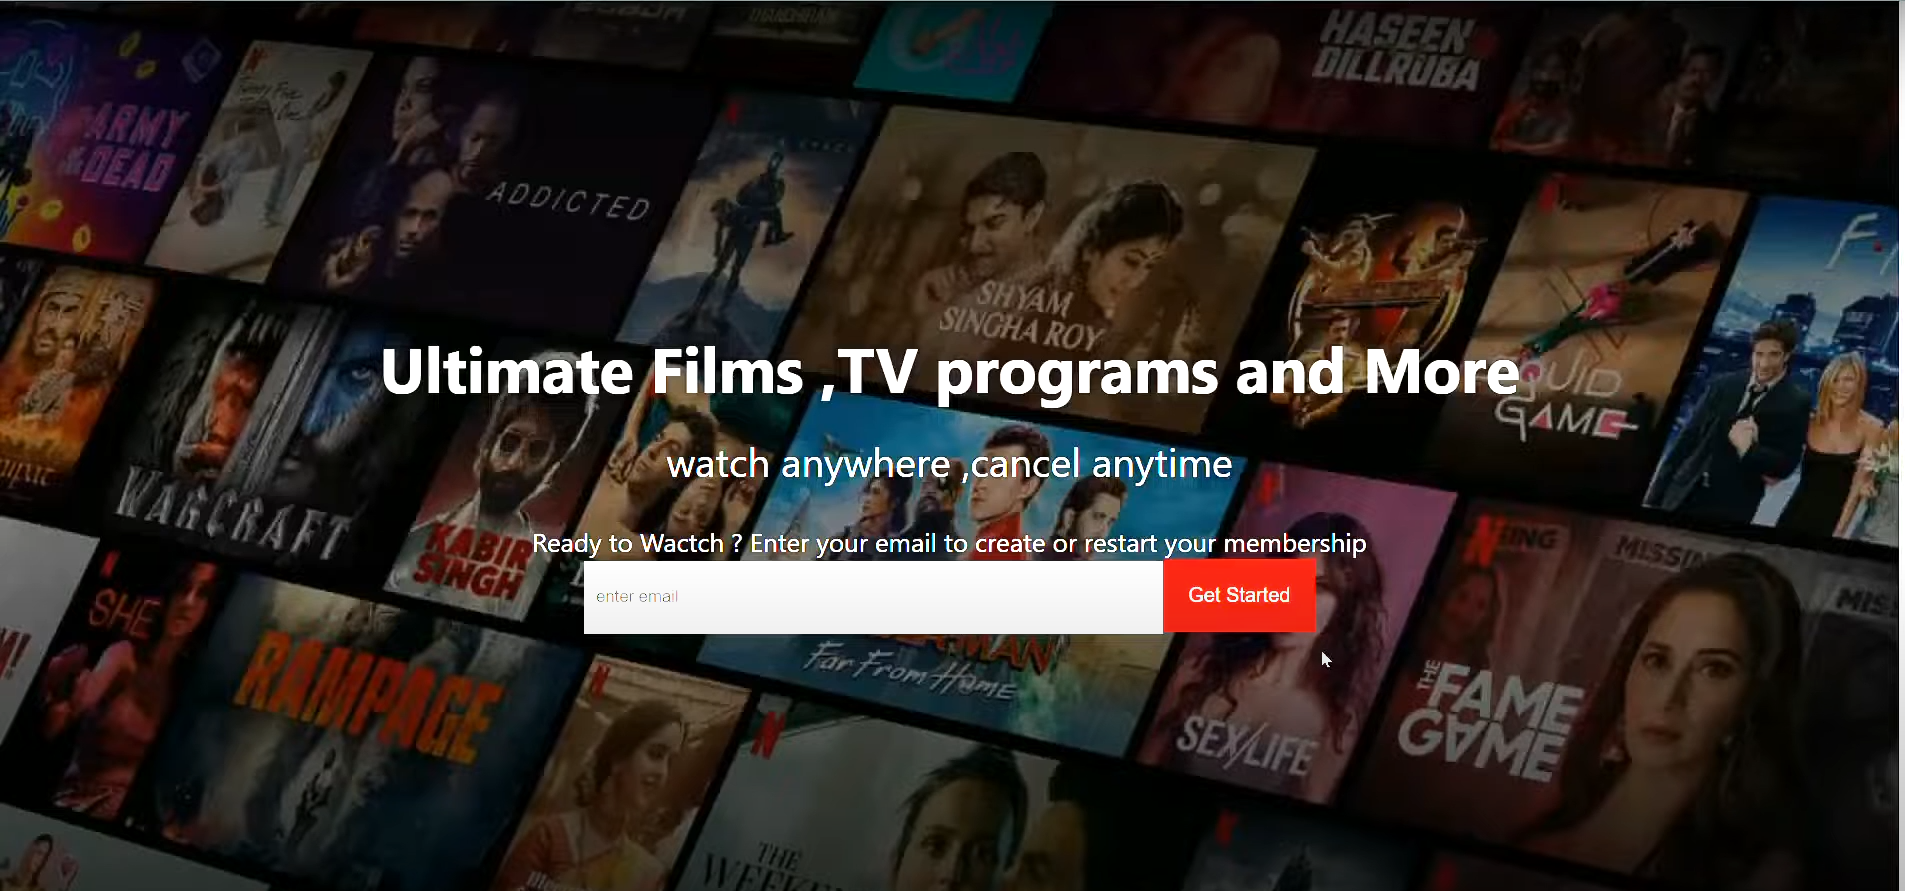 HASEEN
DILLRUBA
ARMY
of the DEAD
ADDICTED
SHYAM
SINGHA ROY
Ultimate Films ,TV programs and More
SQUID
GAME
watch anywhere ,cancel anytime
WARCRAFT
KABIR
SINGH
Ready to Wactch ? Enter your email to create or restart your membership
MISSIN
enter email
Get Started
SHE
RAMPAGE
Far From Home
SEX/LIFE
THE
FAME
GAME
THE